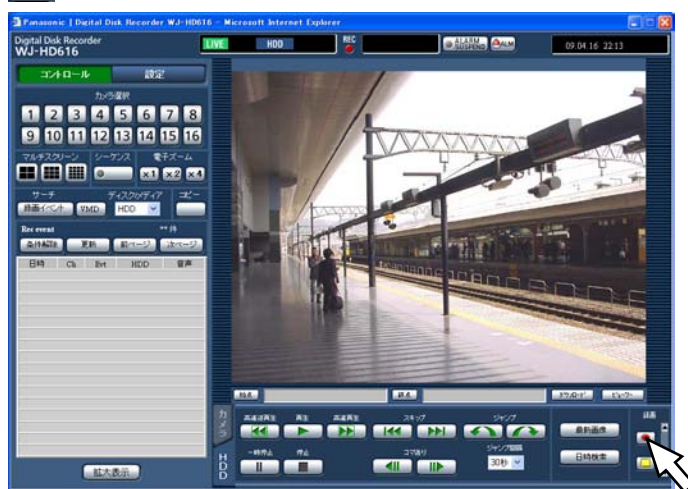 Panasonic | Digital Disk Recorder WJ-HD616 - Microsoft Internet Explorer
Digital Disk Recorder
WJ-HD616
LIVE HDD REC ALARM SUSPEND ALM 09.04.16 22:13
コントロール 設定
カメラ選択
1 2 3 4 5 6 7 8
9 10 11 12 13 14 15 16
マルチスクリーン シーケンス 電子ズーム
×1 ×2 ×4
サーチ ディスク/メディア コピー
録画イベント VMD HDD
Rec event **件
条件解除 更新 前ページ 次ページ
日時 Ch Evt HDD 音声
拡大表示
始点 終点 ダウンロード ビューワー
カメラ
HDD
高速逆再生 再生 高速再生 スキップ ジャンプ 録画
最新画像
一時停止 停止 コマ送り ジャンプ間隔
30秒 日時検索